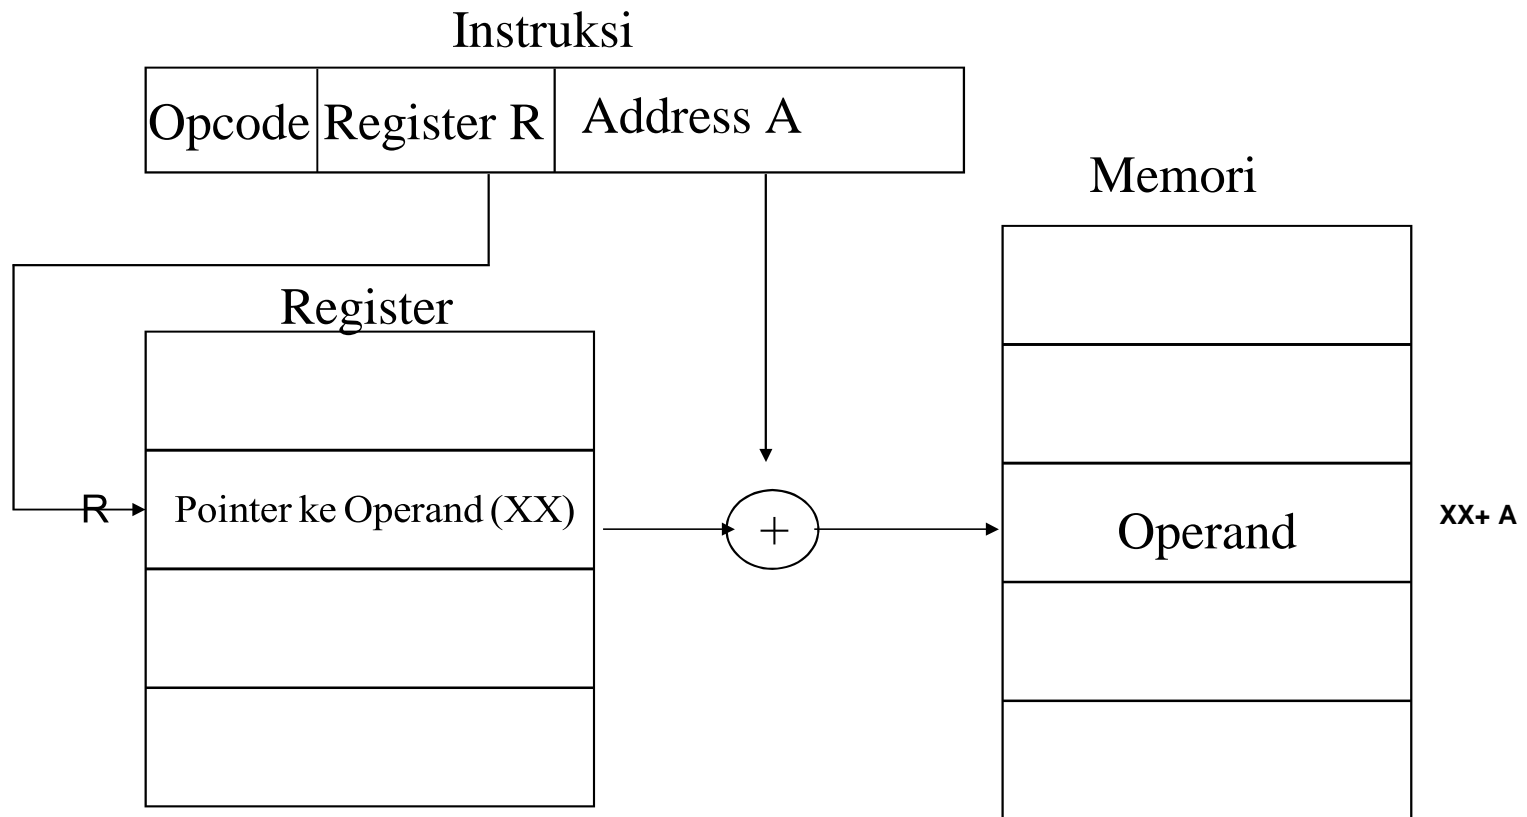 Instruksi
Opcode Register R Address A
Memori
Register
R Pointer ke Operand (XX)
+
Operand
XX+ A